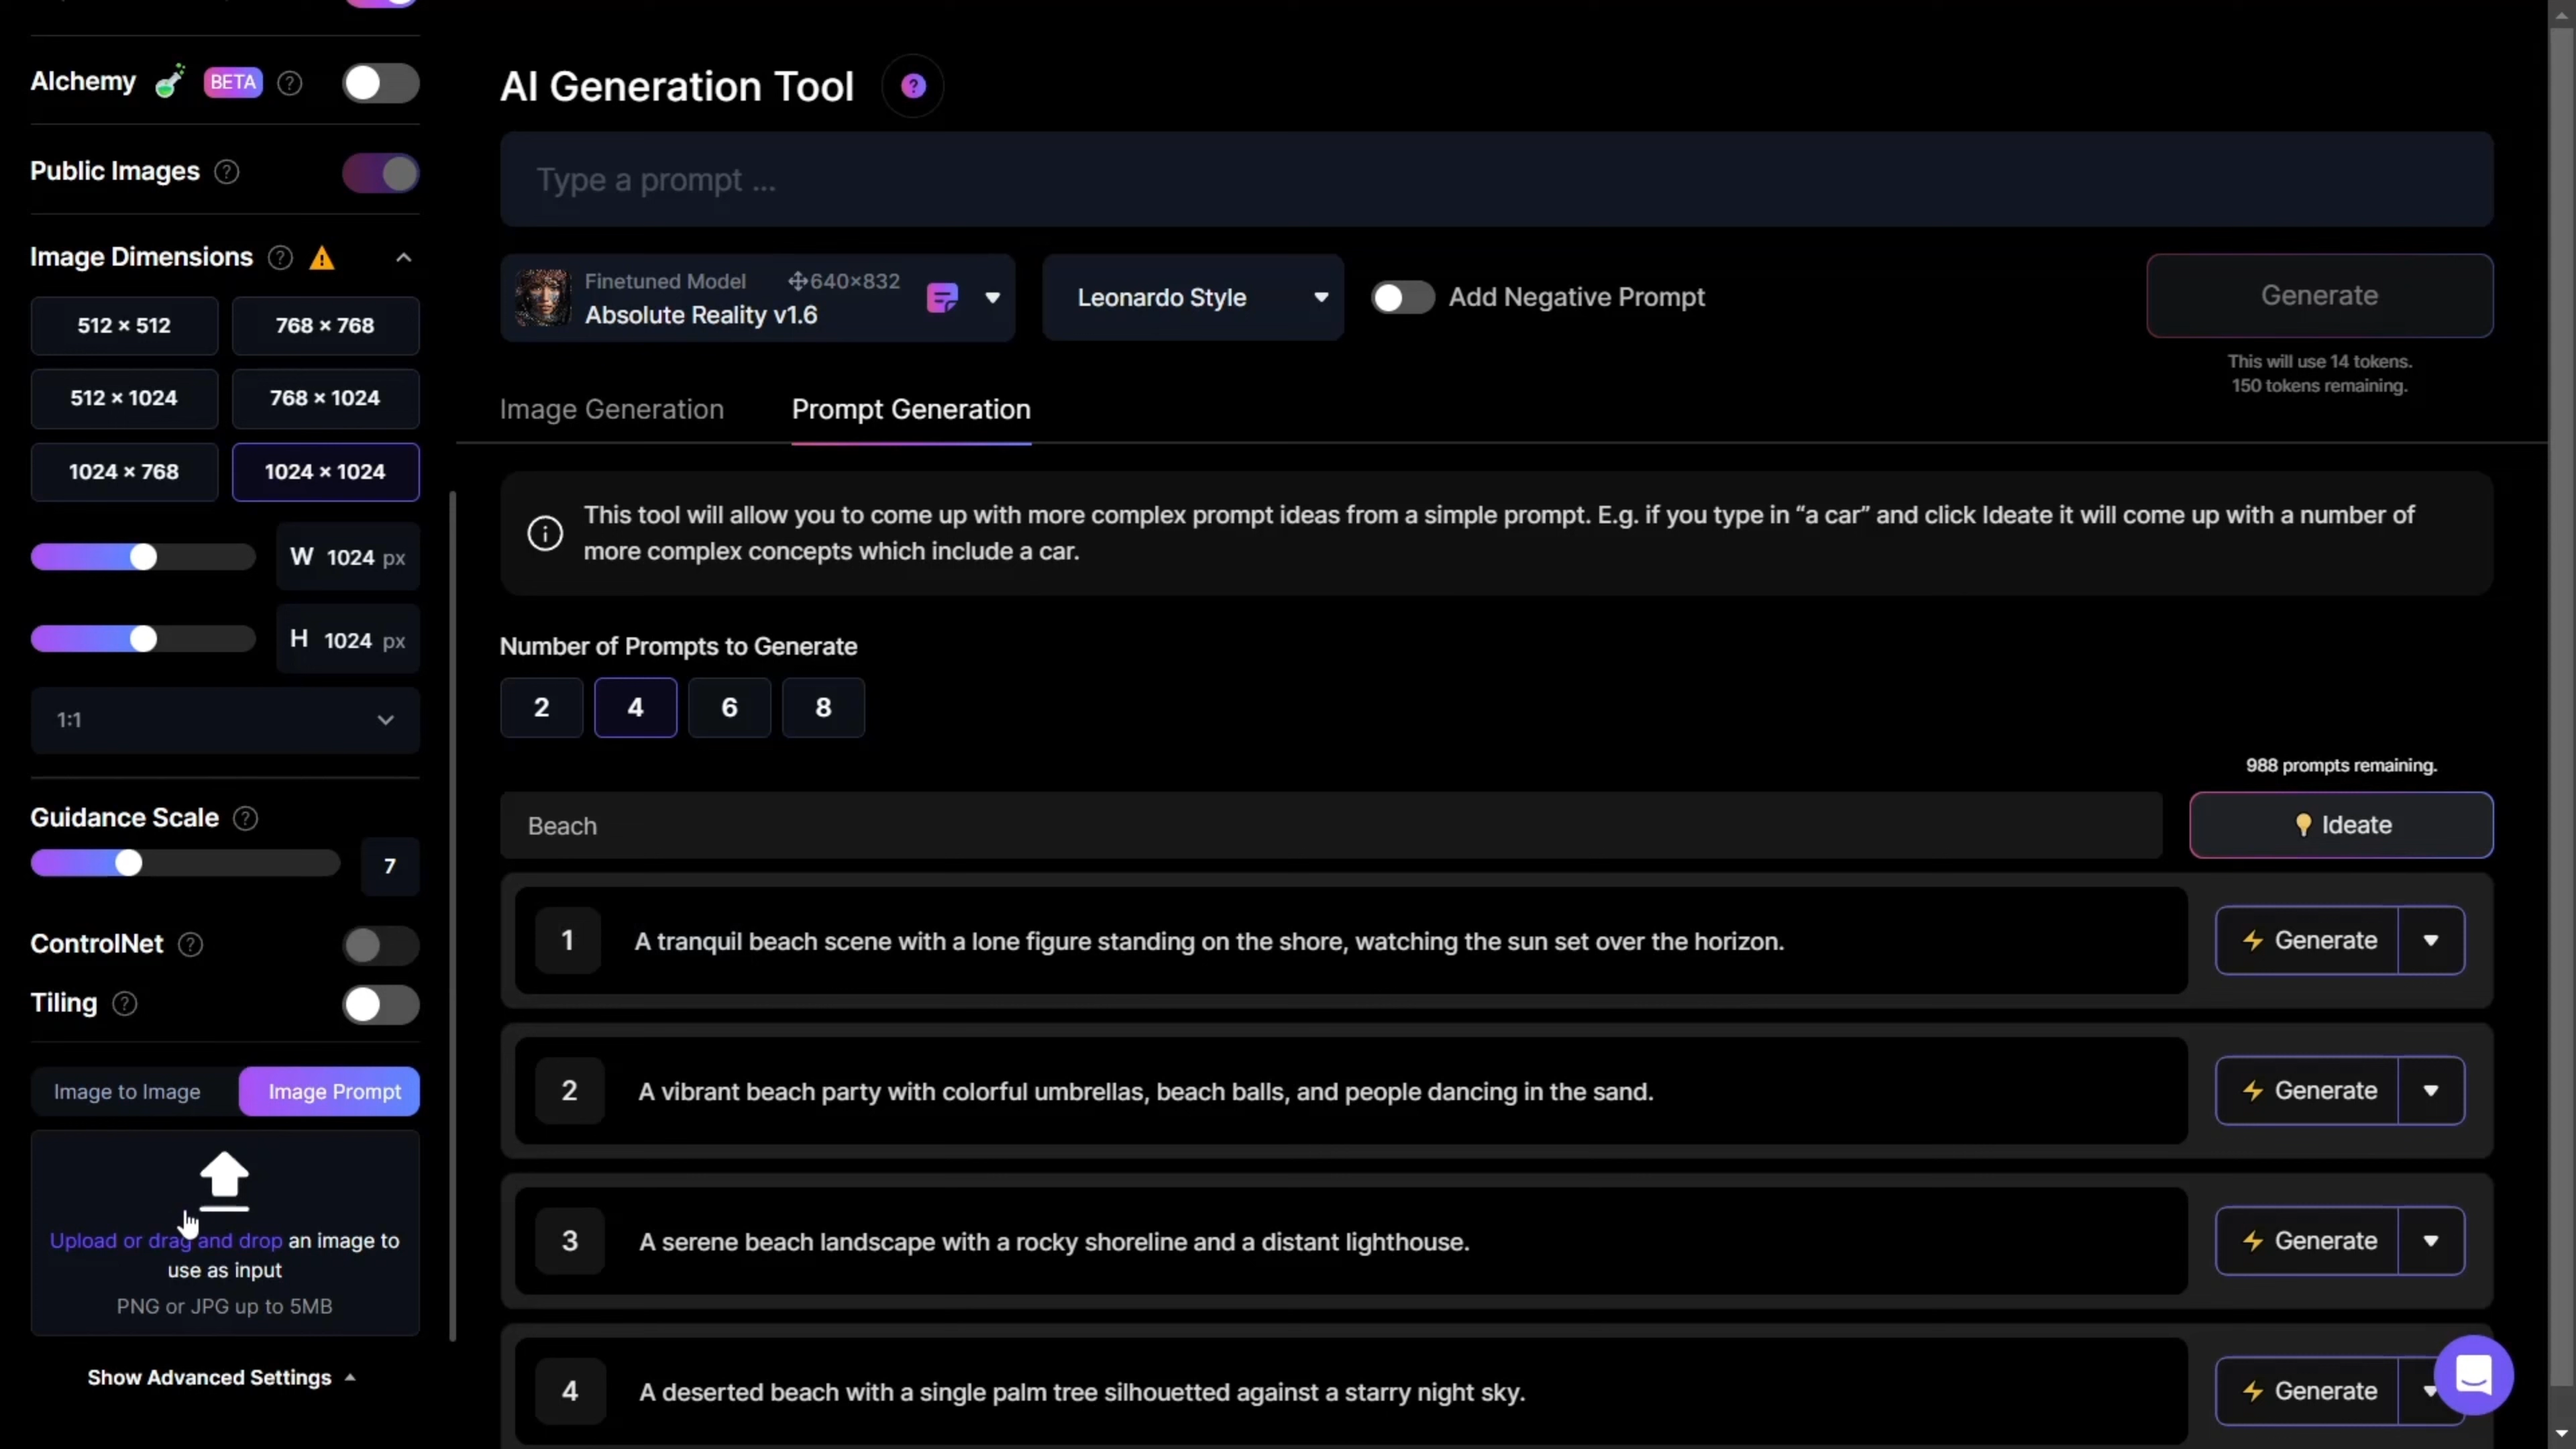 Alchemy BETA
Public Images
Image Dimensions
512 × 512
768 × 768
512 × 1024
768 × 1024
1024 × 768
1024 × 1024
W 1024 px
H 1024 px
1:1
Guidance Scale
7
ControlNet
Tiling
Image to Image
Image Prompt
Upload or drag and drop an image to
use as input
PNG or JPG up to 5MB
Show Advanced Settings
AI Generation Tool
Type a prompt ...
Finetuned Model 640×832
Absolute Reality v1.6
Leonardo Style
Add Negative Prompt
Generate
This will use 14 tokens.
150 tokens remaining.
Image Generation
Prompt Generation
This tool will allow you to come up with more complex prompt ideas from a simple prompt. E.g. if you type in “a car” and click Ideate it will come up with a number of
more complex concepts which include a car.
Number of Prompts to Generate
2 4 6 8
988 prompts remaining.
Beach
Ideate
1 A tranquil beach scene with a lone figure standing on the shore, watching the sun set over the horizon.
Generate
2 A vibrant beach party with colorful umbrellas, beach balls, and people dancing in the sand.
Generate
3 A serene beach landscape with a rocky shoreline and a distant lighthouse.
Generate
4 A deserted beach with a single palm tree silhouetted against a starry night sky.
Generate